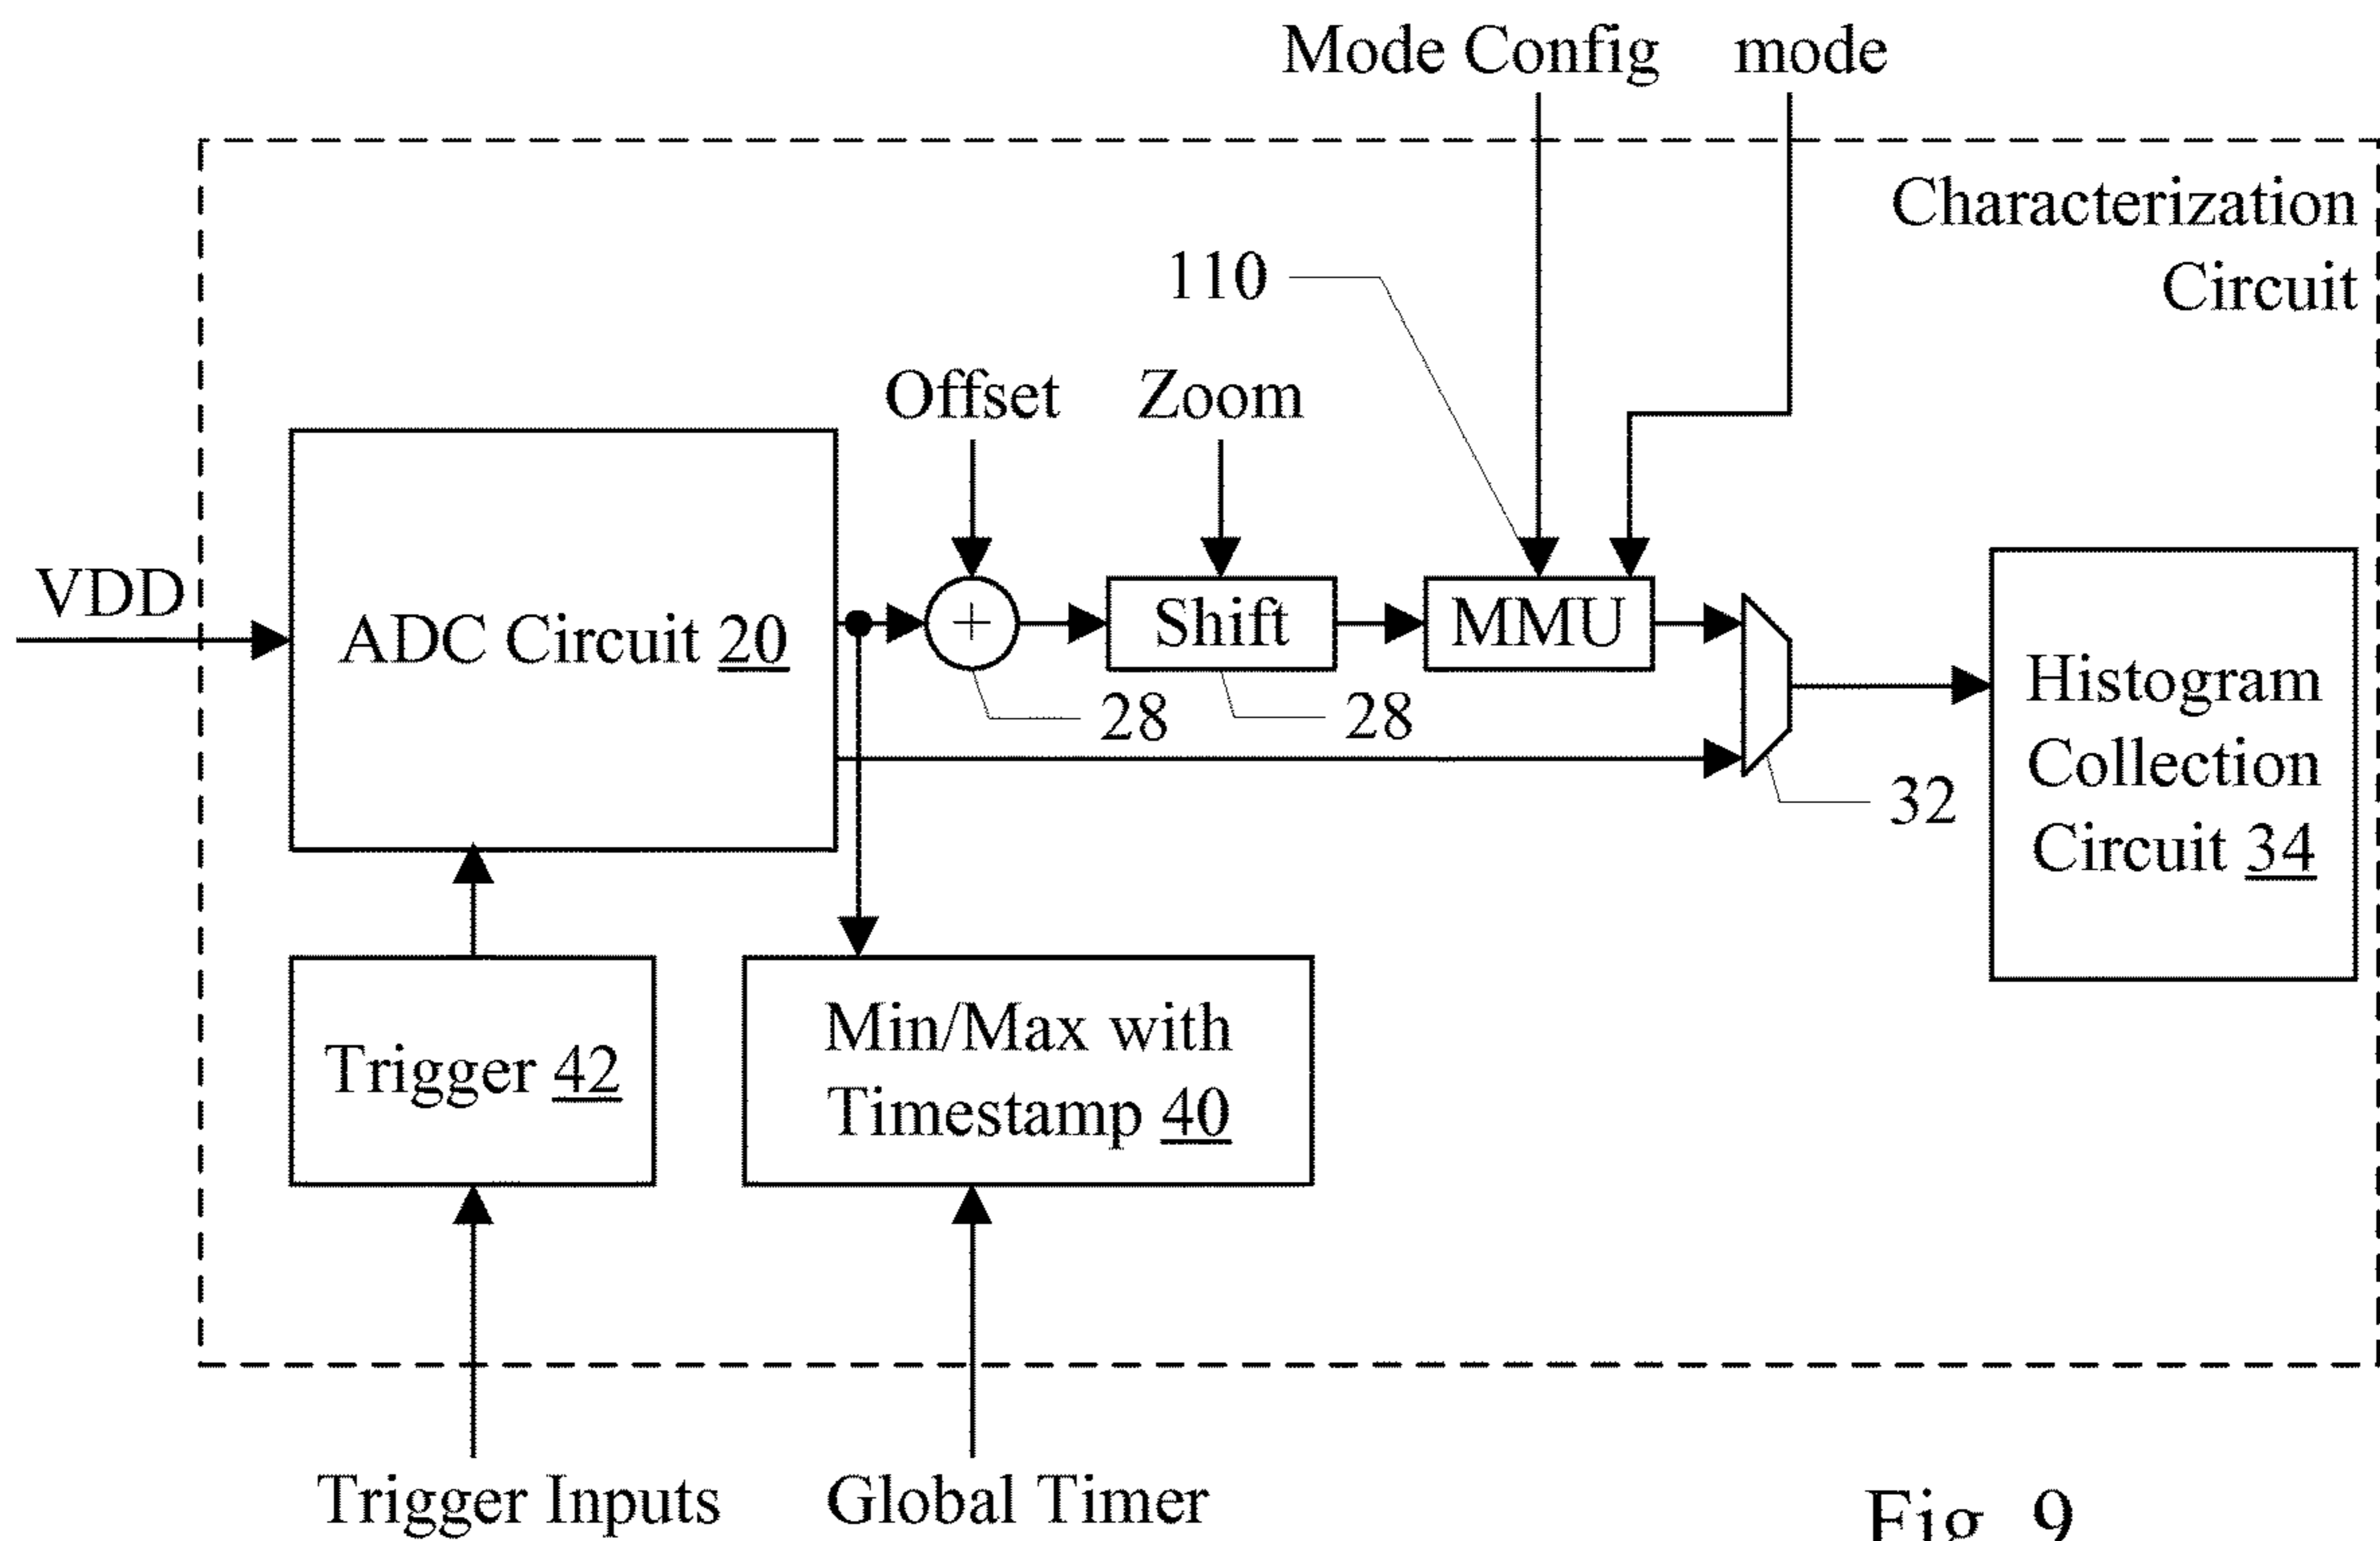 Mode Config
mode
Characterization
Circuit
110
Offset
Zoom
VDD
ADC Circuit 20
+
Shift
MMU
28
28
32
Histogram
Collection
Circuit 34
Trigger 42
Min/Max with
Timestamp 40
Trigger Inputs
Global Timer
Fig. 9